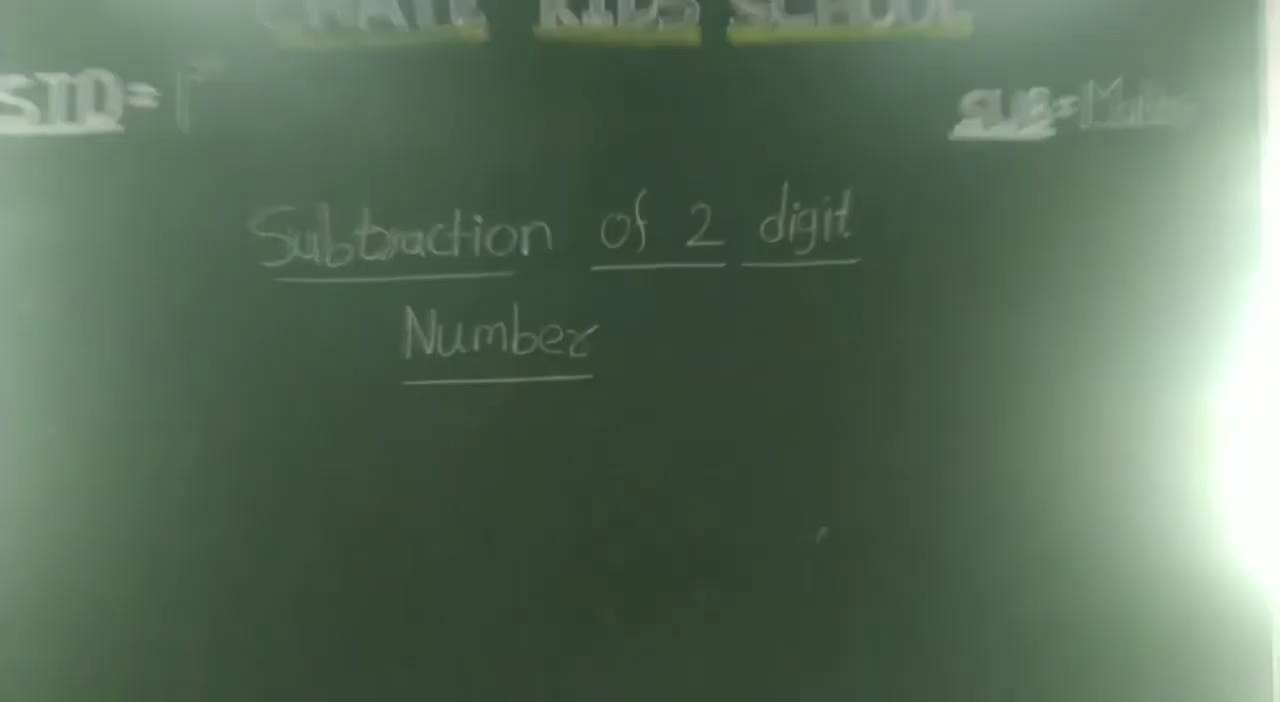 KIDS SCHOOL
STD=
SUB=Maths
Subtraction of 2 digit
Number